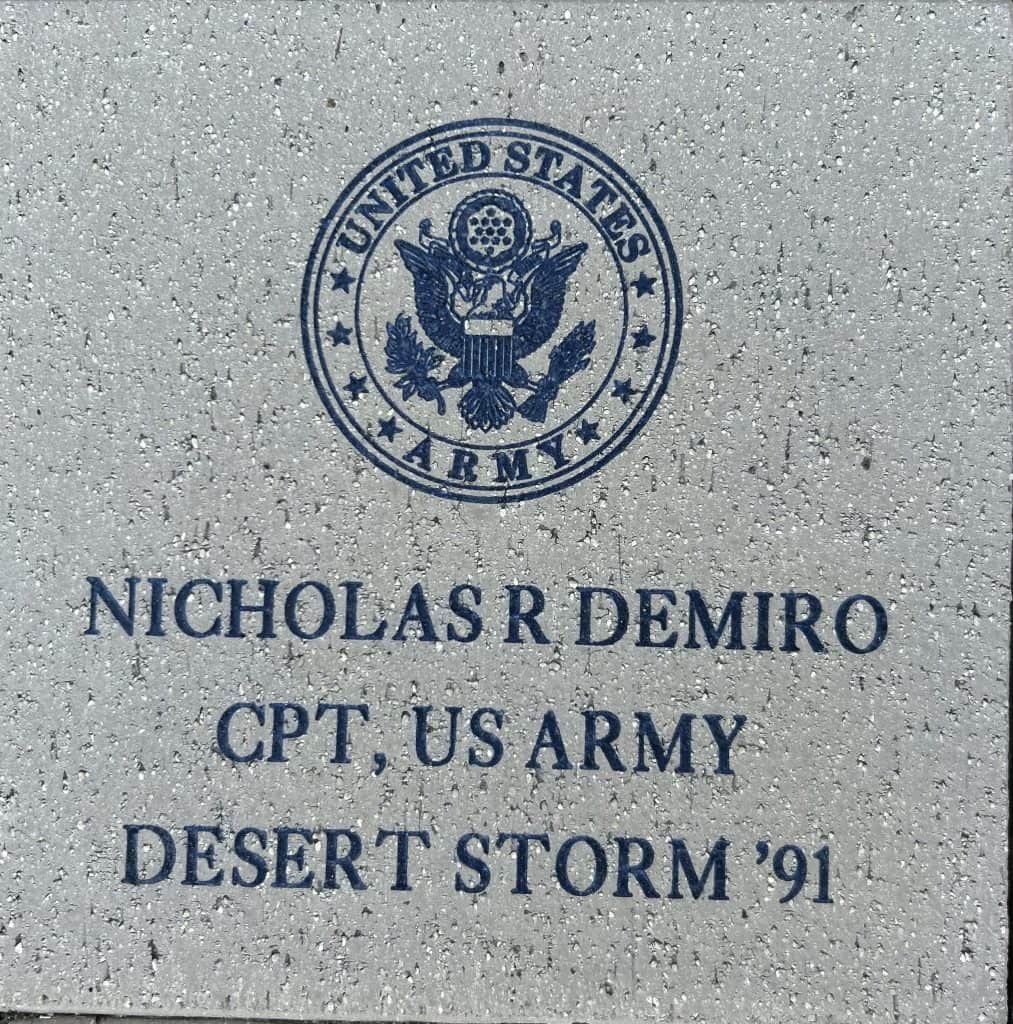 UNITED STATES
ARMY
NICHOLAS R DEMIRO
CPT, US ARMY
DESERT STORM '91